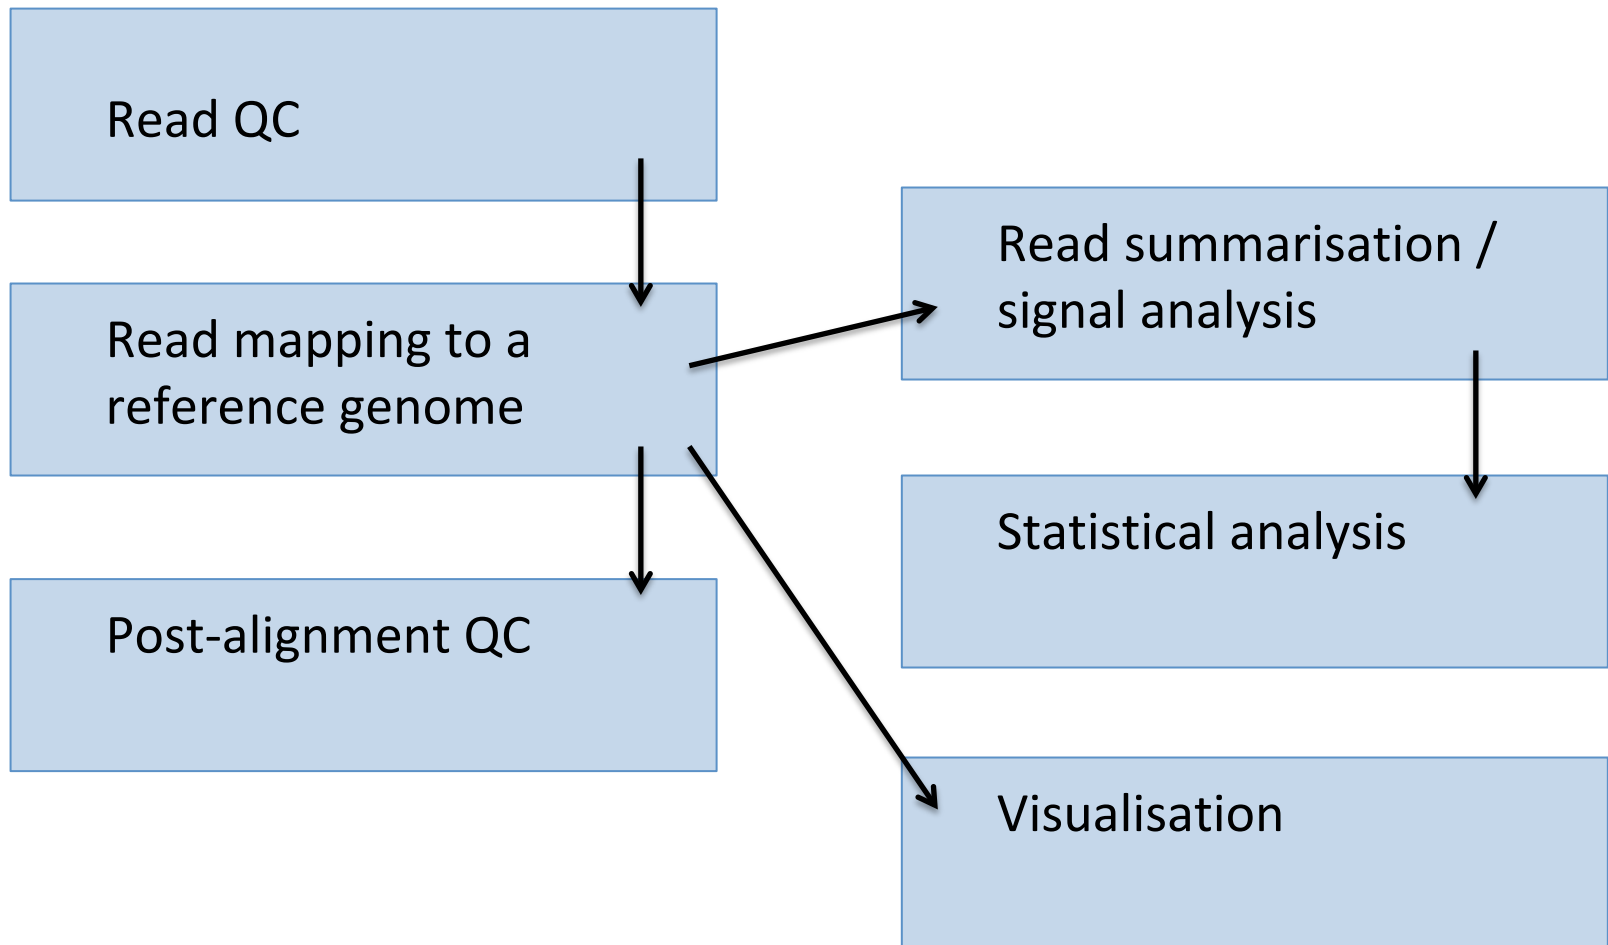 Read QC
Read mapping to a
reference genome
Post-alignment QC
Read summarisation /
signal analysis
Statistical analysis
Visualisation